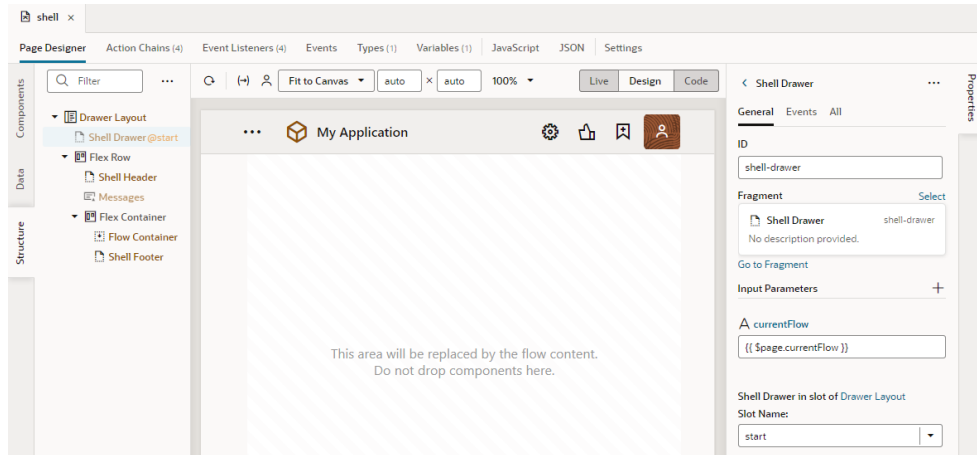 shell ×
Page Designer Action Chains (4) Event Listeners (4) Events Types (1) Variables (1) JavaScript JSON Settings
Components
Data
Structure
Filter ...
Drawer Layout
Shell Drawer@start
Flex Row
Shell Header
Messages
Flex Container
Flow Container
Shell Footer
Fit to Canvas auto × auto 100% Live Design Code
... My Application
This area will be replaced by the flow content.
Do not drop components here.
Shell Drawer ...
General Events All
ID
shell-drawer
Fragment Select
Shell Drawer shell-drawer
No description provided.
Go to Fragment
Input Parameters +
A currentFlow
{{ $page.currentFlow }}
Shell Drawer in slot of Drawer Layout
Slot Name:
start
Properties